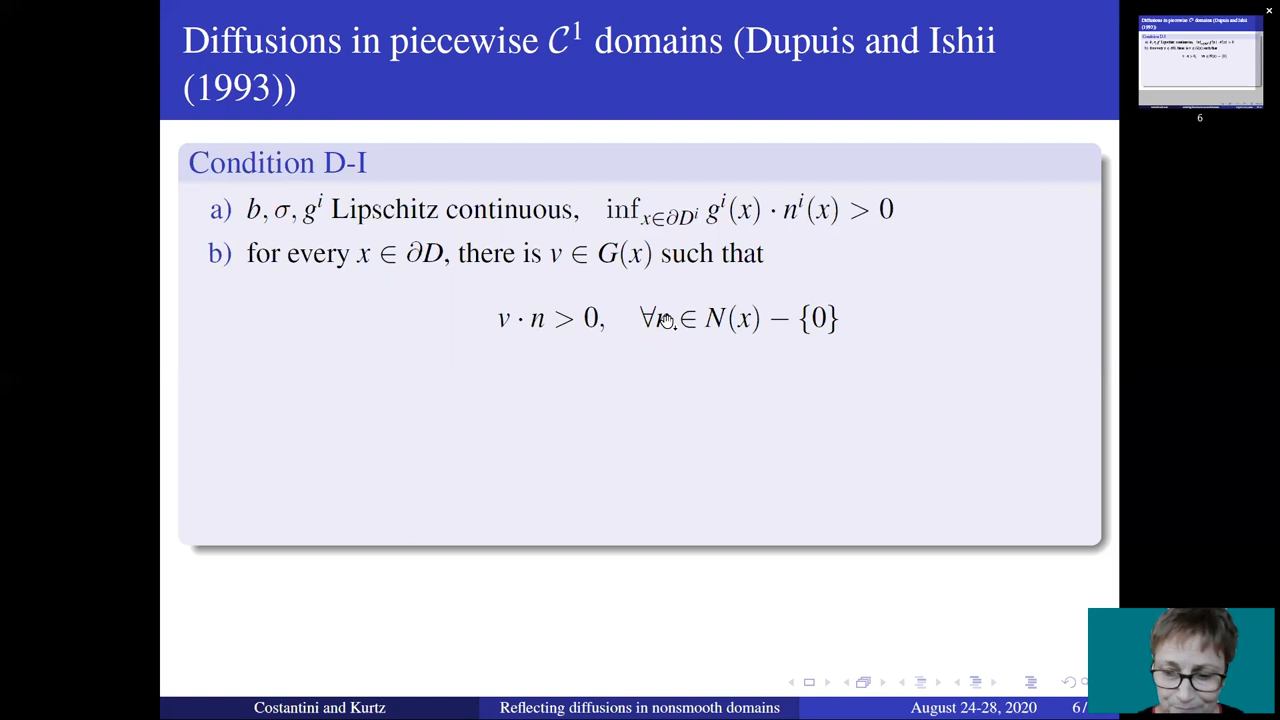 Diffusions in piecewise 𝒞¹ domains (Dupuis and Ishii
(1993))
Condition D-I
a) b, σ, gⁱ Lipschitz continuous, inf_{x∈∂Dⁱ} gⁱ(x) · nⁱ(x) > 0
b) for every x ∈ ∂D, there is v ∈ G(x) such that
v · n > 0, ∀n ∈ N(x) − {0}
Costantini and Kurtz
Reflecting diffusions in nonsmooth domains
August 24-28, 2020
6/
6